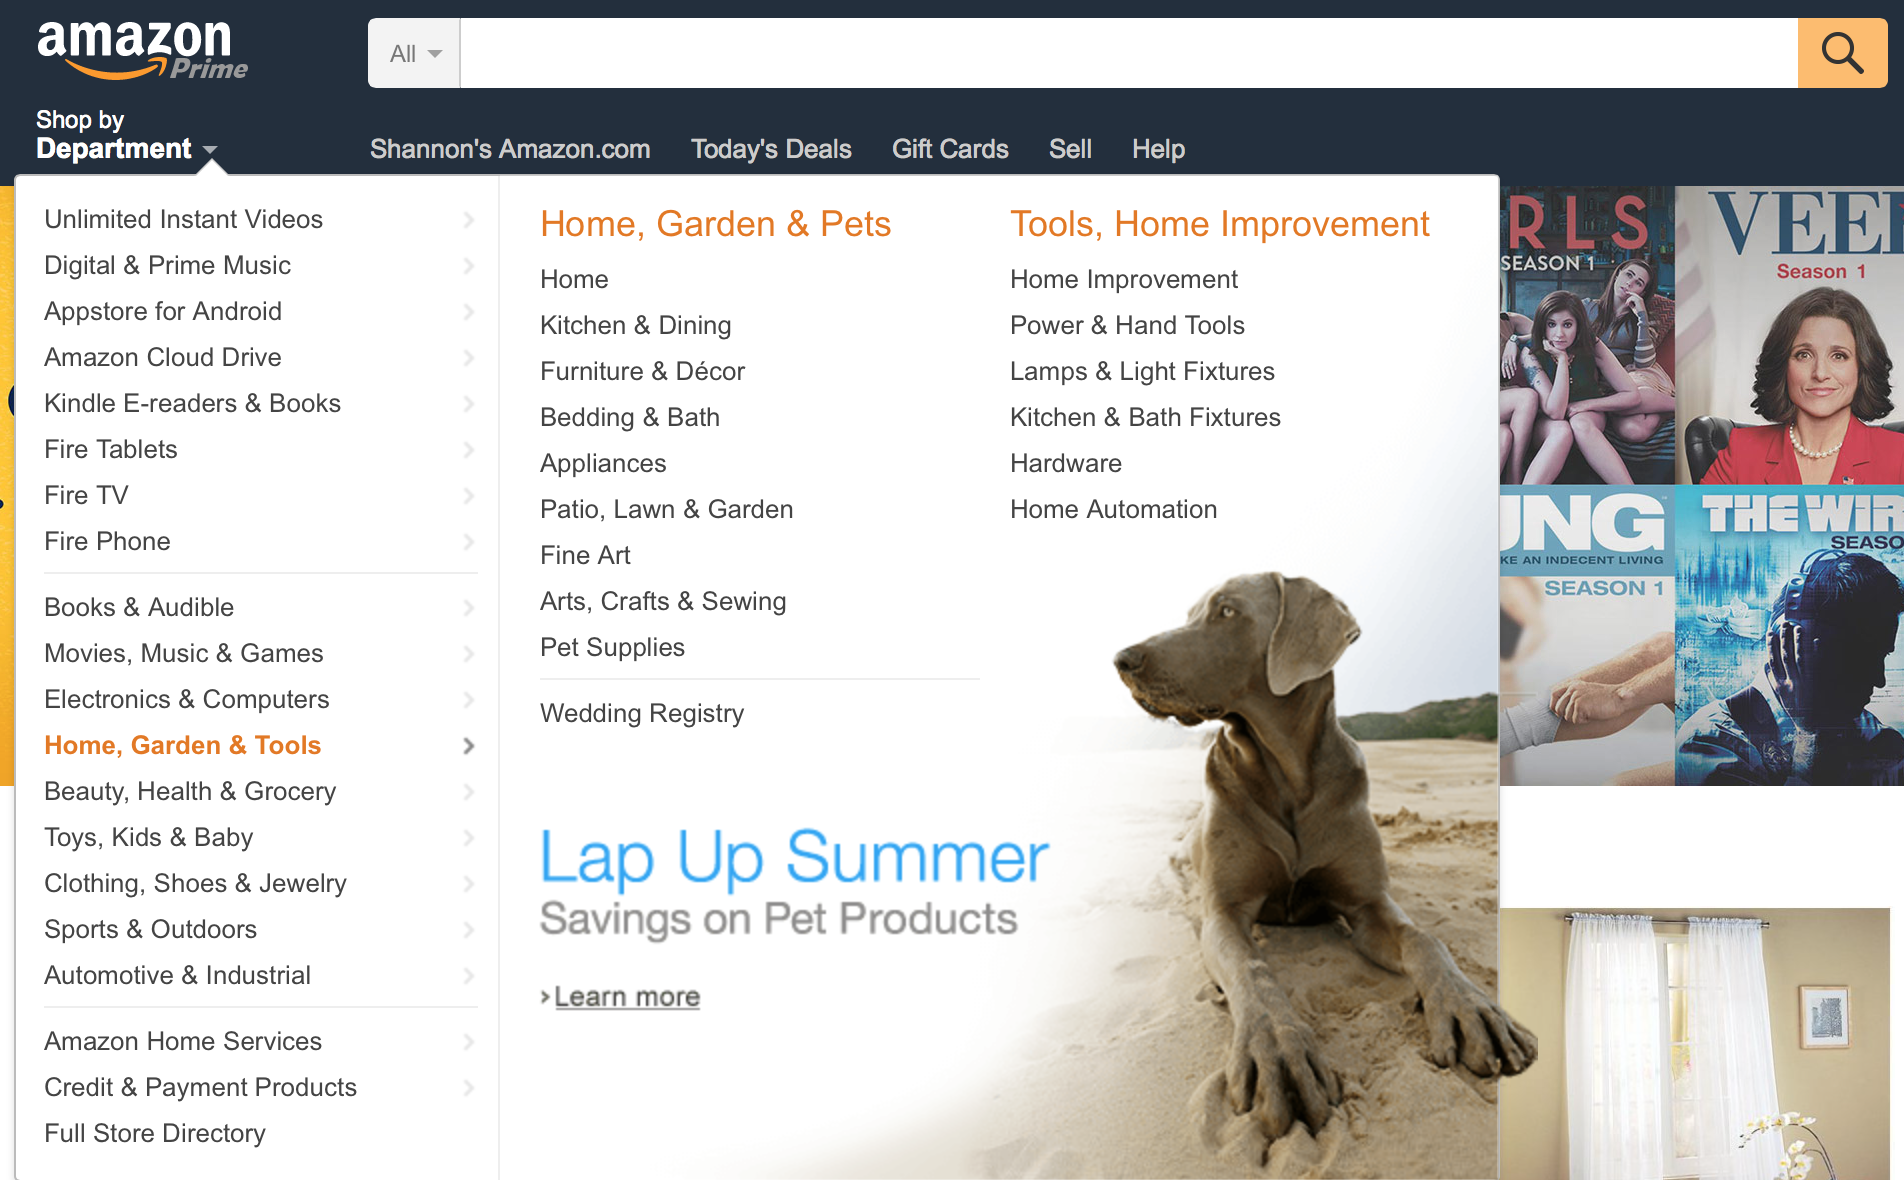 amazon
Prime
All
Shop by
Department
Shannon's Amazon.com
Today's Deals
Gift Cards
Sell
Help
Unlimited Instant Videos
Digital & Prime Music
Appstore for Android
Amazon Cloud Drive
Kindle E-readers & Books
Fire Tablets
Fire TV
Fire Phone
Books & Audible
Movies, Music & Games
Electronics & Computers
Home, Garden & Tools
Beauty, Health & Grocery
Toys, Kids & Baby
Clothing, Shoes & Jewelry
Sports & Outdoors
Automotive & Industrial
Amazon Home Services
Credit & Payment Products
Full Store Directory
Home, Garden & Pets
Home
Kitchen & Dining
Furniture & Décor
Bedding & Bath
Appliances
Patio, Lawn & Garden
Fine Art
Arts, Crafts & Sewing
Pet Supplies
Wedding Registry
Tools, Home Improvement
Home Improvement
Power & Hand Tools
Lamps & Light Fixtures
Kitchen & Bath Fixtures
Hardware
Home Automation
Lap Up Summer
Savings on Pet Products
Learn more
RLS
SEASON 1
VEE
Season 1
UNG
KE AN INDECENT LIVING
SEASON 1
THE WIR
SEASO